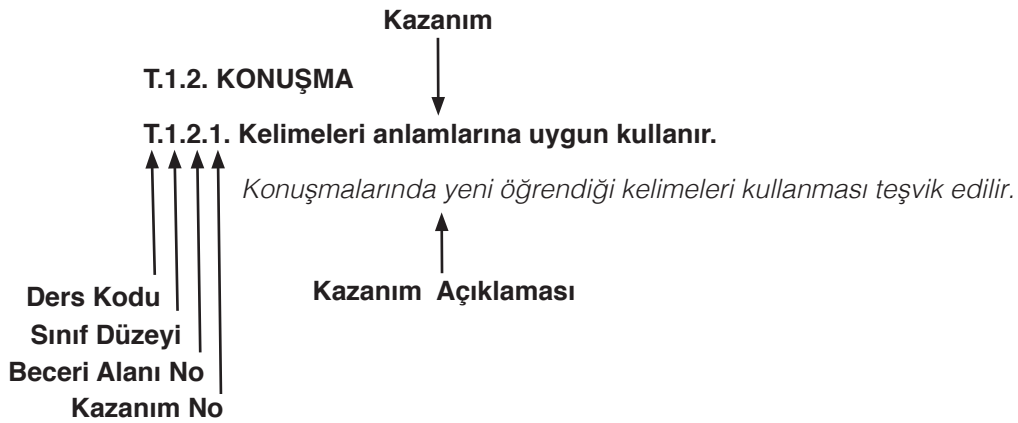 Kazanım
T.1.2. KONUŞMA
T.1.2.1. Kelimeleri anlamlarına uygun kullanır.
Konuşmalarında yeni öğrendiği kelimeleri kullanması teşvik edilir.
Kazanım Açıklaması
Ders Kodu
Sınıf Düzeyi
Beceri Alanı No
Kazanım No